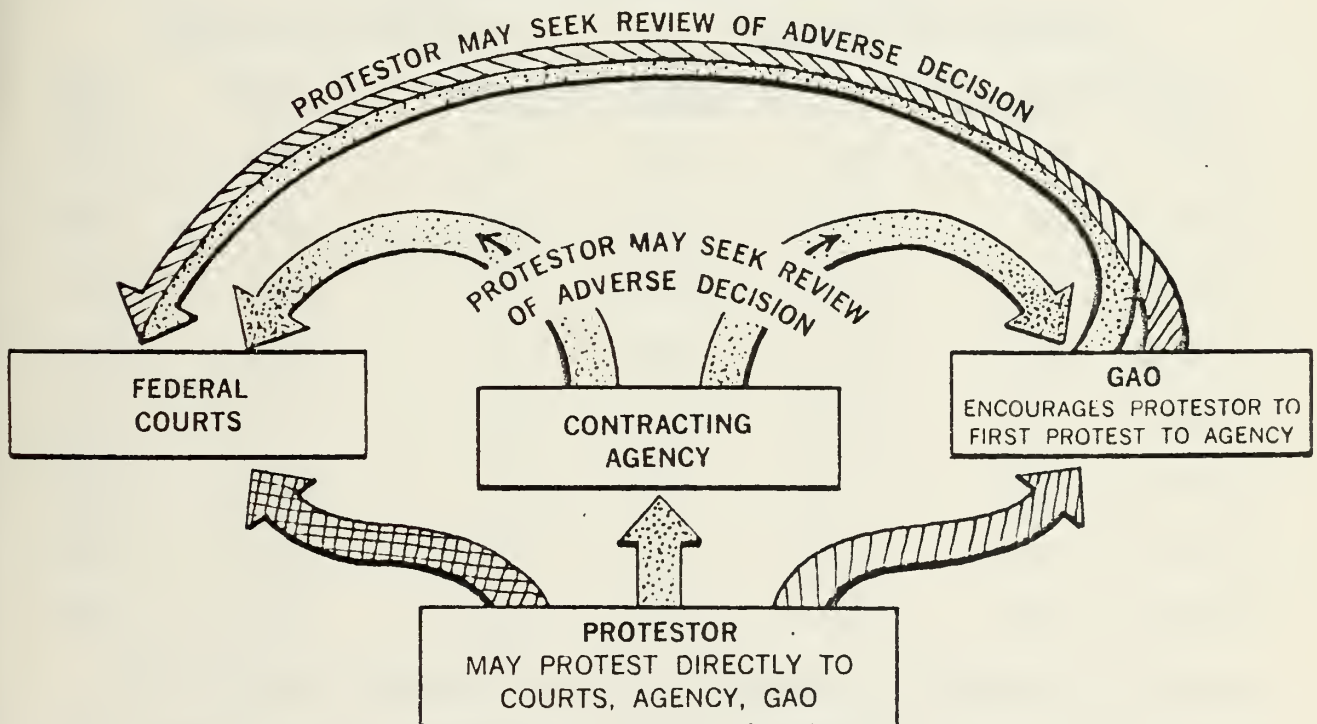 PROTESTOR MAY SEEK REVIEW OF ADVERSE DECISION
PROTESTOR MAY SEEK REVIEW
OF ADVERSE DECISION
FEDERAL
COURTS
CONTRACTING
AGENCY
GAO
ENCOURAGES PROTESTOR TO
FIRST PROTEST TO AGENCY
PROTESTOR
MAY PROTEST DIRECTLY TO
COURTS, AGENCY, GAO